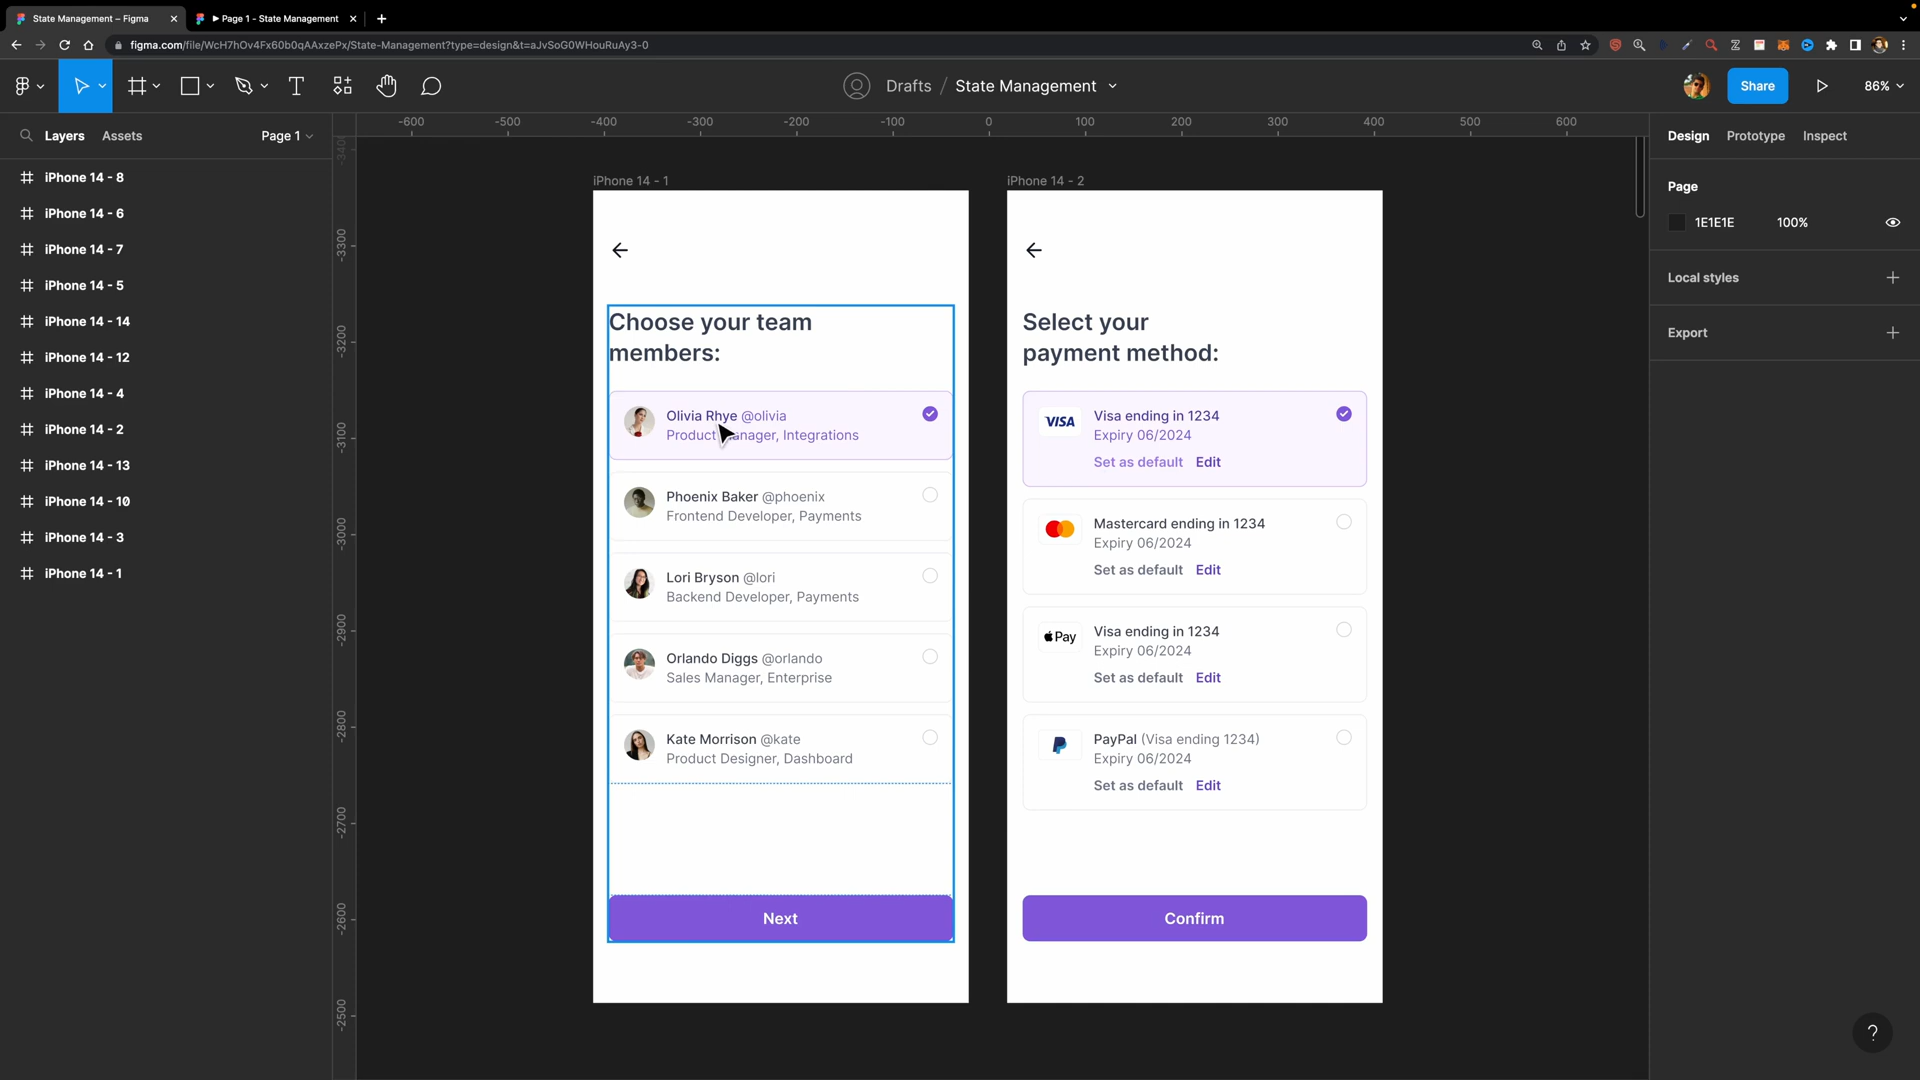 State Management – Figma
Page 1 - State Management
figma.com/file/WcH7hOv4Fx60b0qAAxzePx/State-Management?type=design&t=aJvSoG0WHouRuAy3-0
Drafts / State Management
Share
86%
Layers
Assets
Page 1
-600 -500 -400 -300 -200 -100 0 100 200 300 400 500 600
Design
Prototype
Inspect
iPhone 14 - 8
iPhone 14 - 6
iPhone 14 - 7
iPhone 14 - 5
iPhone 14 - 14
iPhone 14 - 12
iPhone 14 - 4
iPhone 14 - 2
iPhone 14 - 13
iPhone 14 - 10
iPhone 14 - 3
iPhone 14 - 1
-3400
-3300
-3200
-3100
-3000
-2900
-2800
-2700
-2600
-2500
iPhone 14 - 1
Choose your team
members:
Olivia Rhye @olivia
Product Manager, Integrations
Phoenix Baker @phoenix
Frontend Developer, Payments
Lori Bryson @lori
Backend Developer, Payments
Orlando Diggs @orlando
Sales Manager, Enterprise
Kate Morrison @kate
Product Designer, Dashboard
Next
iPhone 14 - 2
Select your
payment method:
VISA
Visa ending in 1234
Expiry 06/2024
Set as default Edit
Mastercard ending in 1234
Expiry 06/2024
Set as default Edit
Pay
Visa ending in 1234
Expiry 06/2024
Set as default Edit
PayPal (Visa ending 1234)
Expiry 06/2024
Set as default Edit
Confirm
Page
1E1E1E 100%
Local styles
Export
?